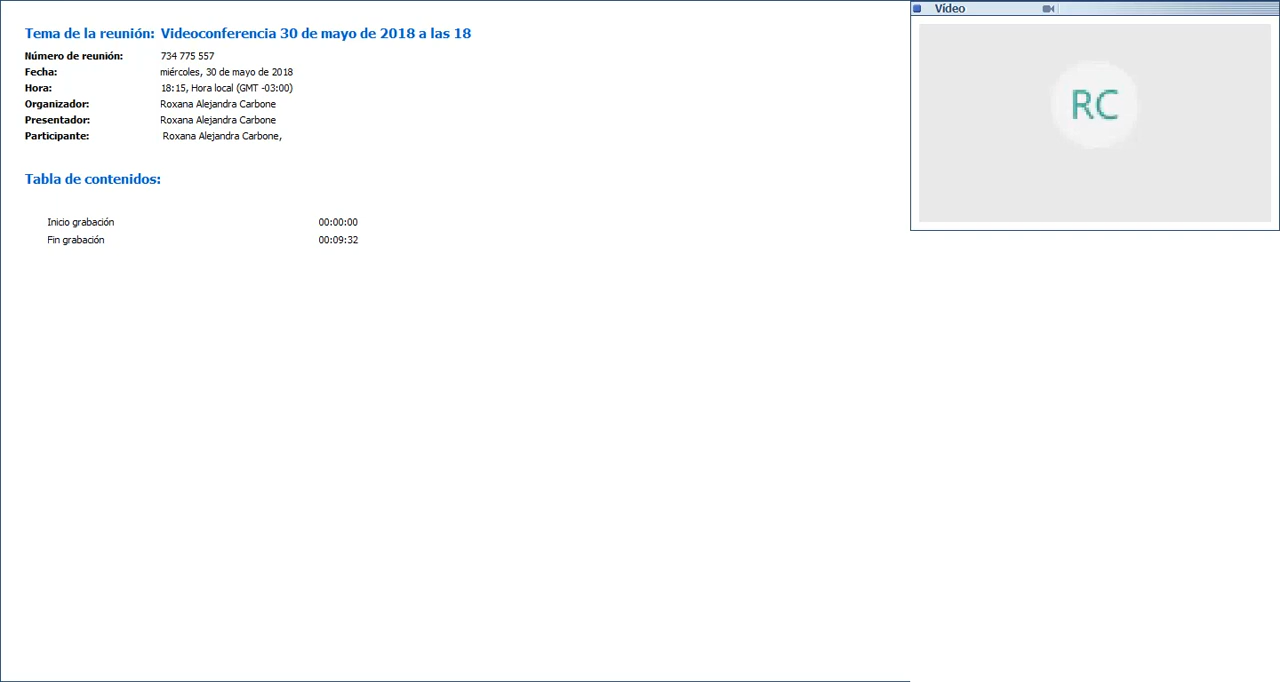 Tema de la reunión: Videoconferencia 30 de mayo de 2018 a las 18
Número de reunión: 734 775 557
Fecha: miércoles, 30 de mayo de 2018
Hora: 18:15, Hora local (GMT -03:00)
Organizador: Roxana Alejandra Carbone
Presentador: Roxana Alejandra Carbone
Participante: Roxana Alejandra Carbone,
Tabla de contenidos:
Inicio grabación 00:00:00
Fin grabación 00:09:32
Vídeo
RC